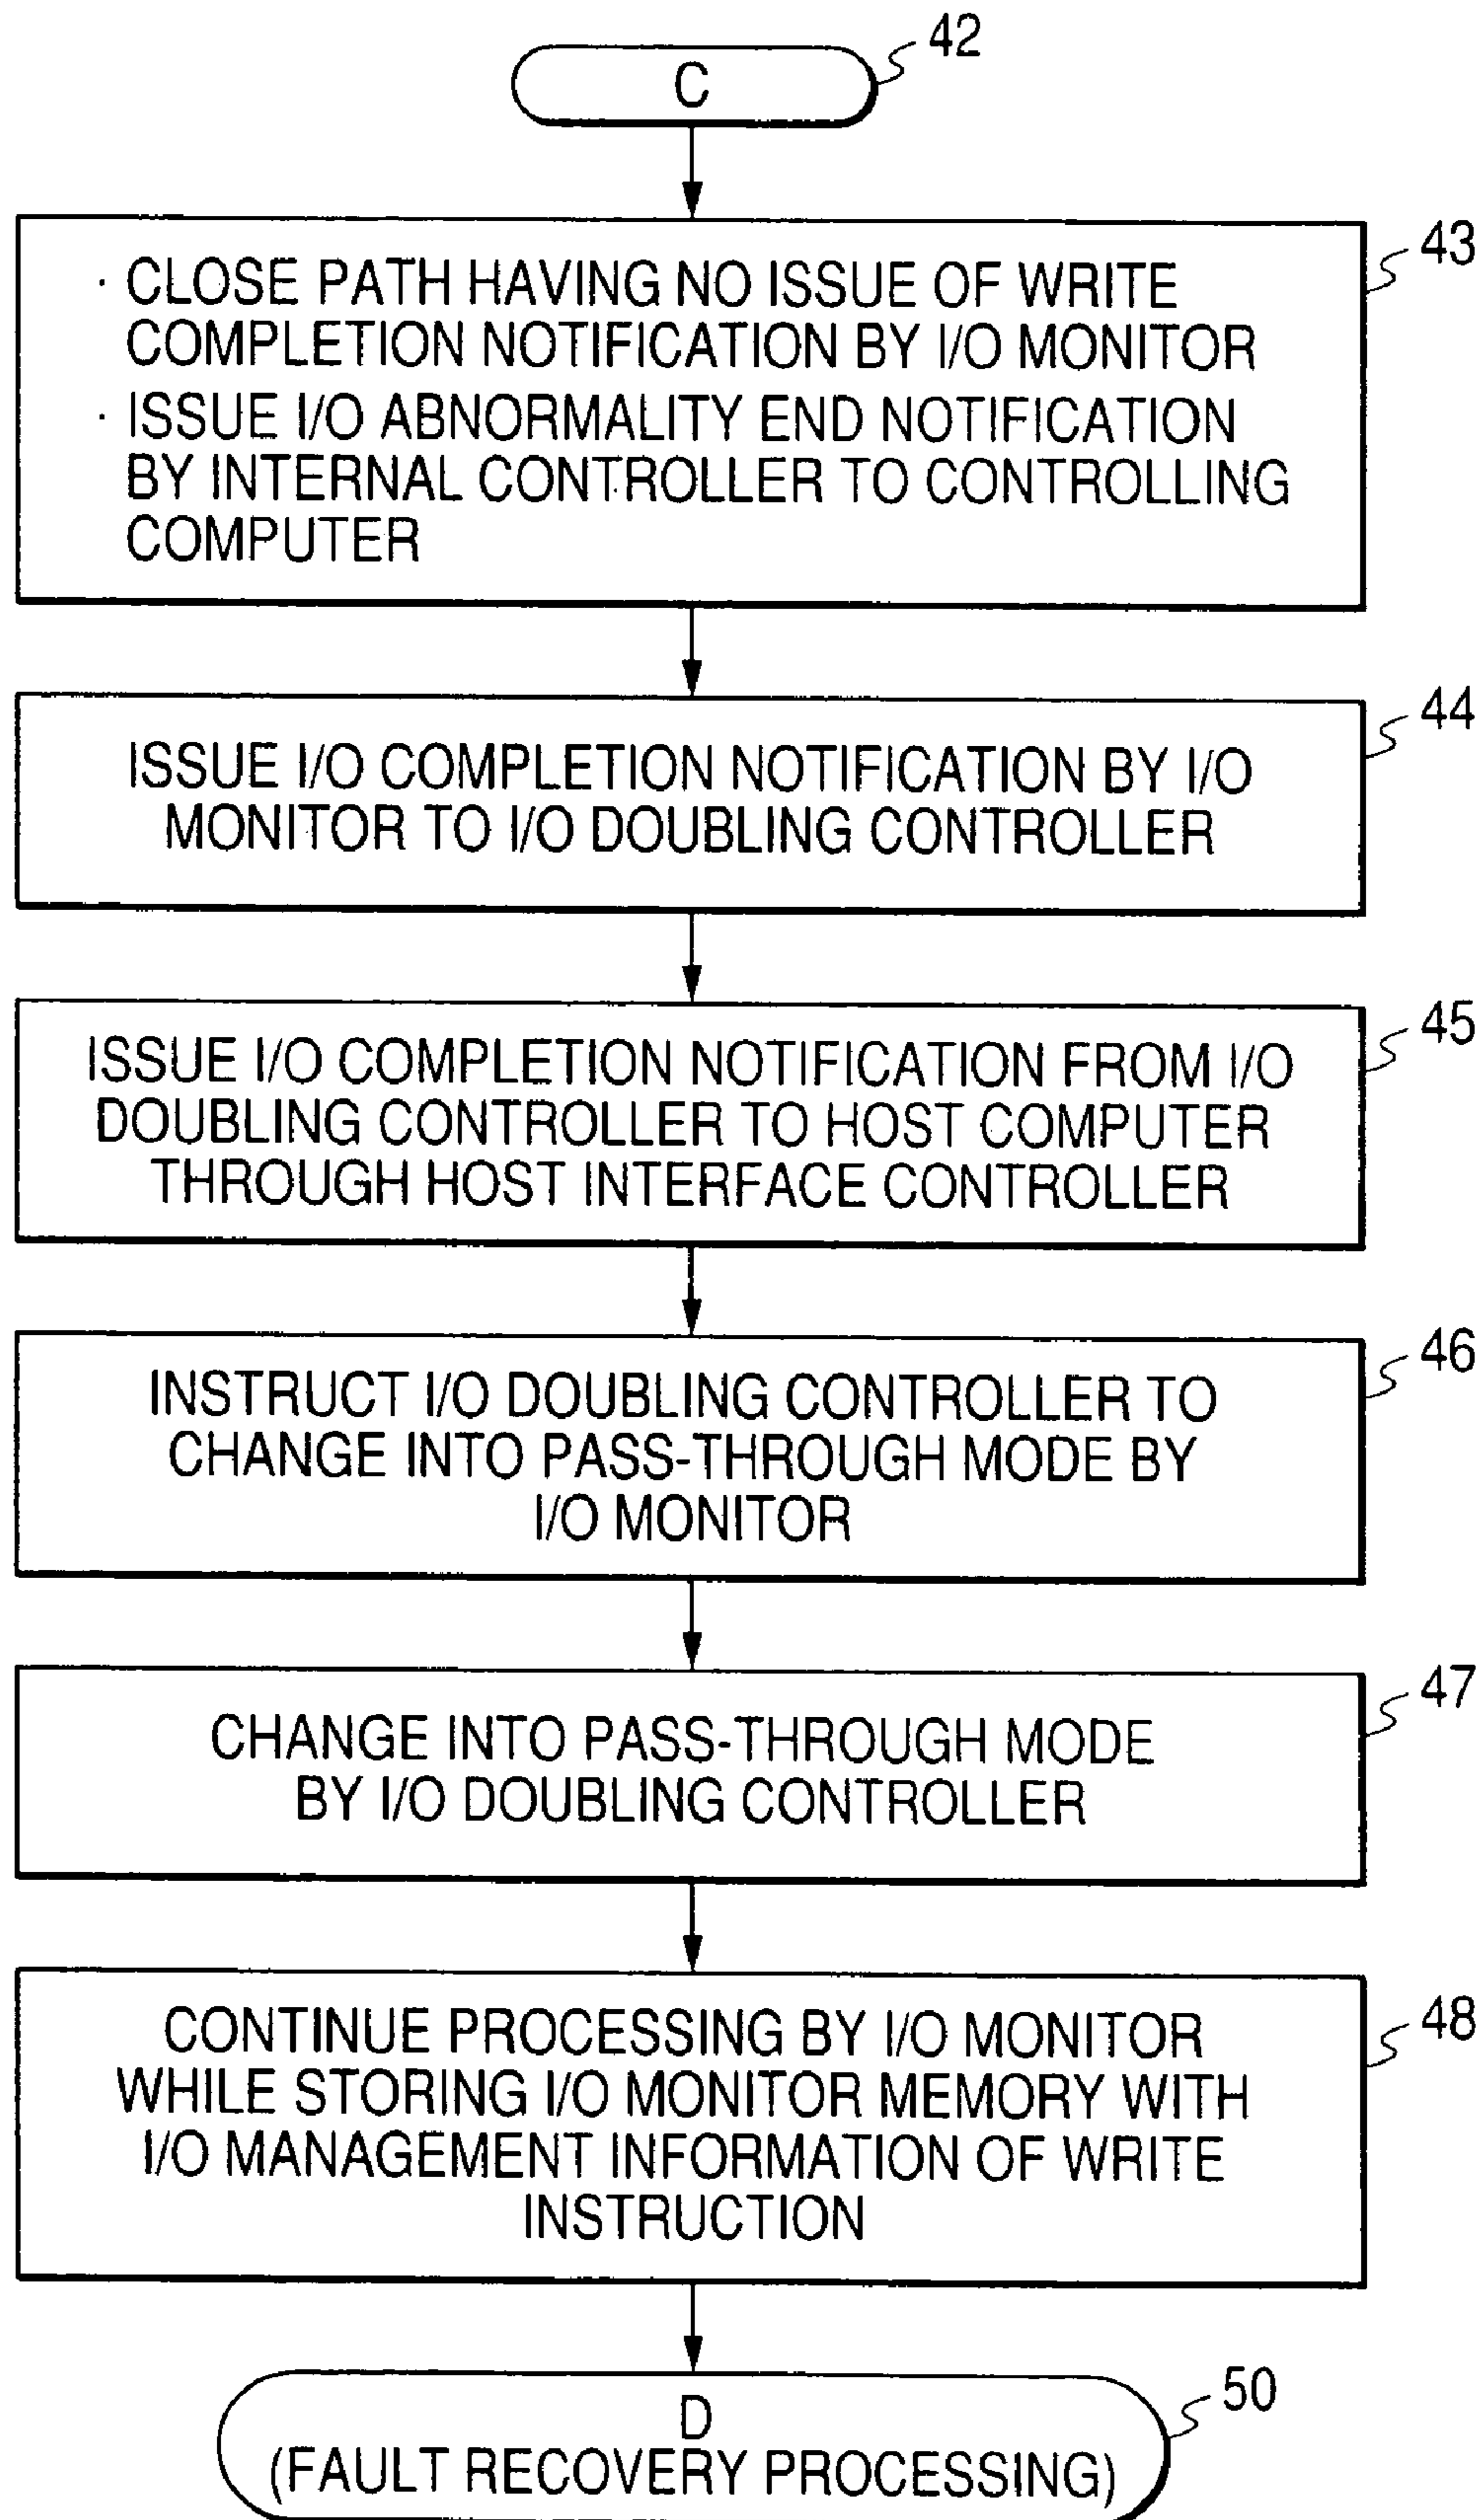 42
C
43
· CLOSE PATH HAVING NO ISSUE OF WRITE
COMPLETION NOTIFICATION BY I/O MONITOR
· ISSUE I/O ABNORMALITY END NOTIFICATION
BY INTERNAL CONTROLLER TO CONTROLLING
COMPUTER
44
ISSUE I/O COMPLETION NOTIFICATION BY I/O
MONITOR TO I/O DOUBLING CONTROLLER
45
ISSUE I/O COMPLETION NOTIFICATION FROM I/O
DOUBLING CONTROLLER TO HOST COMPUTER
THROUGH HOST INTERFACE CONTROLLER
46
INSTRUCT I/O DOUBLING CONTROLLER TO
CHANGE INTO PASS-THROUGH MODE BY
I/O MONITOR
47
CHANGE INTO PASS-THROUGH MODE
BY I/O DOUBLING CONTROLLER
48
CONTINUE PROCESSING BY I/O MONITOR
WHILE STORING I/O MONITOR MEMORY WITH
I/O MANAGEMENT INFORMATION OF WRITE
INSTRUCTION
50
D
(FAULT RECOVERY PROCESSING)